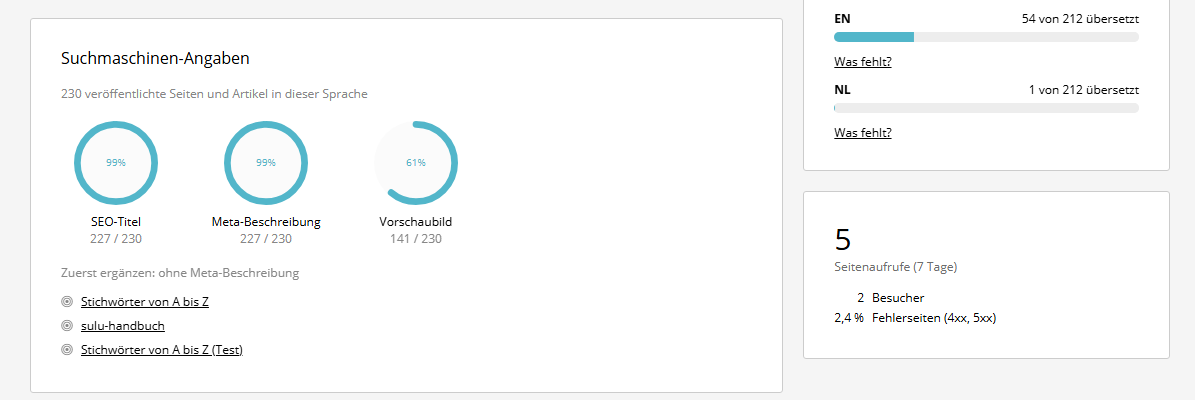 Suchmaschinen-Angaben
230 veröffentlichte Seiten und Artikel in dieser Sprache
99%
99%
61%
SEO-Titel
Meta-Beschreibung
Vorschaubild
227 / 230
227 / 230
141 / 230
Zuerst ergänzen: ohne Meta-Beschreibung
Stichwörter von A bis Z
sulu-handbuch
Stichwörter von A bis Z (Test)
EN 54 von 212 übersetzt
Was fehlt?
NL 1 von 212 übersetzt
Was fehlt?
5
Seitenaufrufe (7 Tage)
2 Besucher
2,4 % Fehlerseiten (4xx, 5xx)